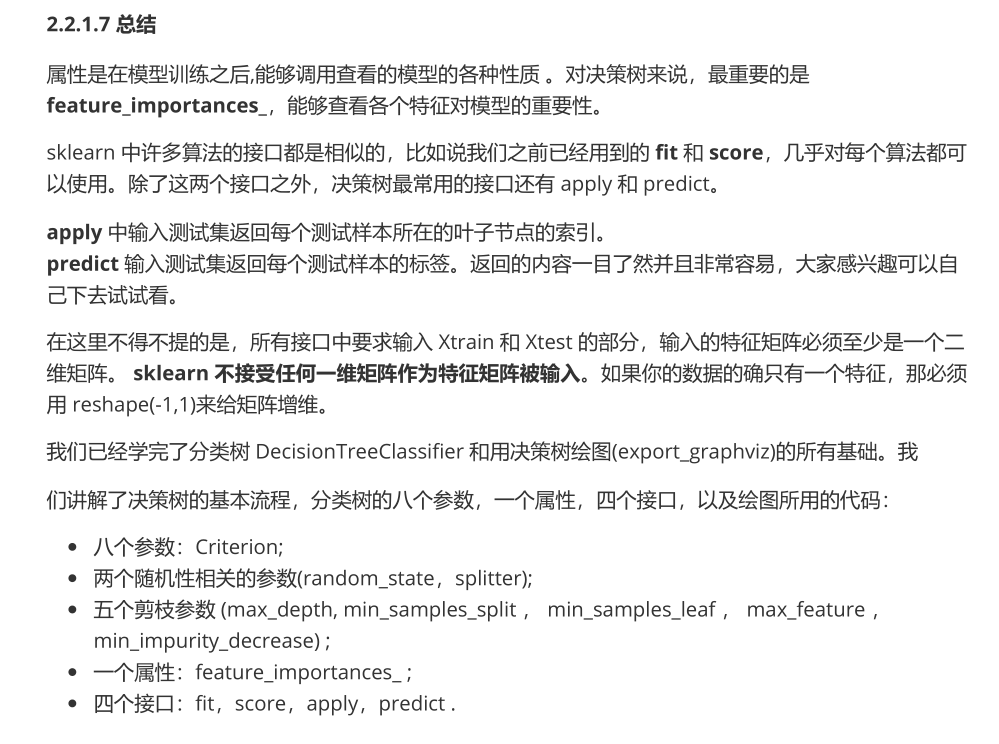 2.2.1.7 总结
属性是在模型训练之后,能够调用查看的模型的各种性质 。对决策树来说，最重要的是
feature_importances_，能够查看各个特征对模型的重要性。
sklearn 中许多算法的接口都是相似的，比如说我们之前已经用到的 fit 和 score，几乎对每个算法都可
以使用。除了这两个接口之外，决策树最常用的接口还有 apply 和 predict。
apply 中输入测试集返回每个测试样本所在的叶子节点的索引。
predict 输入测试集返回每个测试样本的标签。返回的内容一目了然并且非常容易，大家感兴趣可以自
己下去试试看。
在这里不得不提的是，所有接口中要求输入 Xtrain 和 Xtest 的部分，输入的特征矩阵必须至少是一个二
维矩阵。 sklearn 不接受任何一维矩阵作为特征矩阵被输入。如果你的数据的确只有一个特征，那必须
用 reshape(-1,1)来给矩阵增维。
我们已经学完了分类树 DecisionTreeClassifier 和用决策树绘图(export_graphviz)的所有基础。我
们讲解了决策树的基本流程，分类树的八个参数，一个属性，四个接口，以及绘图所用的代码：
• 八个参数：Criterion;
• 两个随机性相关的参数(random_state，splitter);
• 五个剪枝参数 (max_depth, min_samples_split ， min_samples_leaf ， max_feature ，
min_impurity_decrease) ;
• 一个属性：feature_importances_ ;
• 四个接口：fit，score，apply，predict .